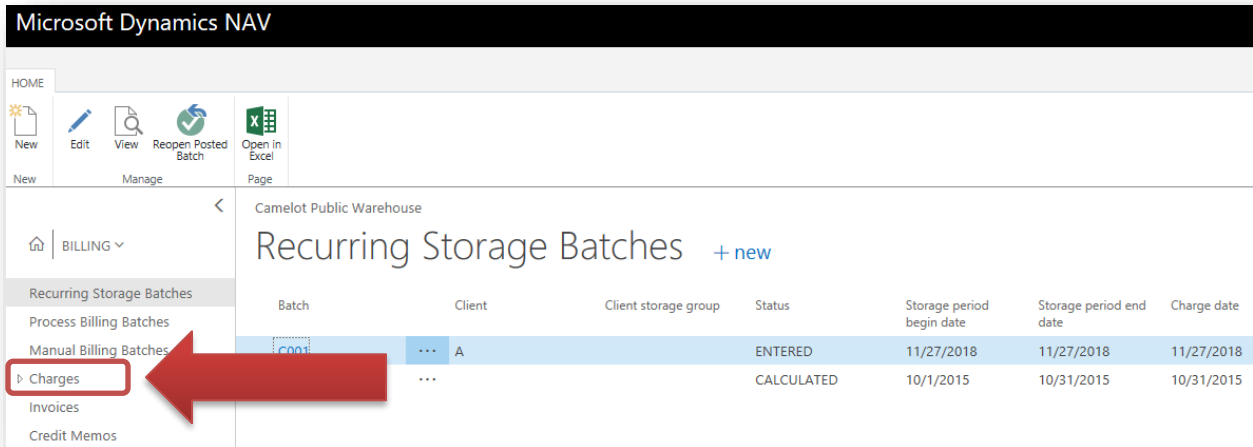 Microsoft Dynamics NAV
HOME
New
Edit
View
Reopen Posted
Batch
Open in
Excel
New
Manage
Page
Camelot Public Warehouse
BILLING
Recurring Storage Batches + new
Recurring Storage Batches
Process Billing Batches
Manual Billing Batches
Charges
Invoices
Credit Memos
Batch Client Client storage group Status Storage period begin date Storage period end date Charge date
C001 ... A ENTERED 11/27/2018 11/27/2018 11/27/2018
... CALCULATED 10/1/2015 10/31/2015 10/31/2015